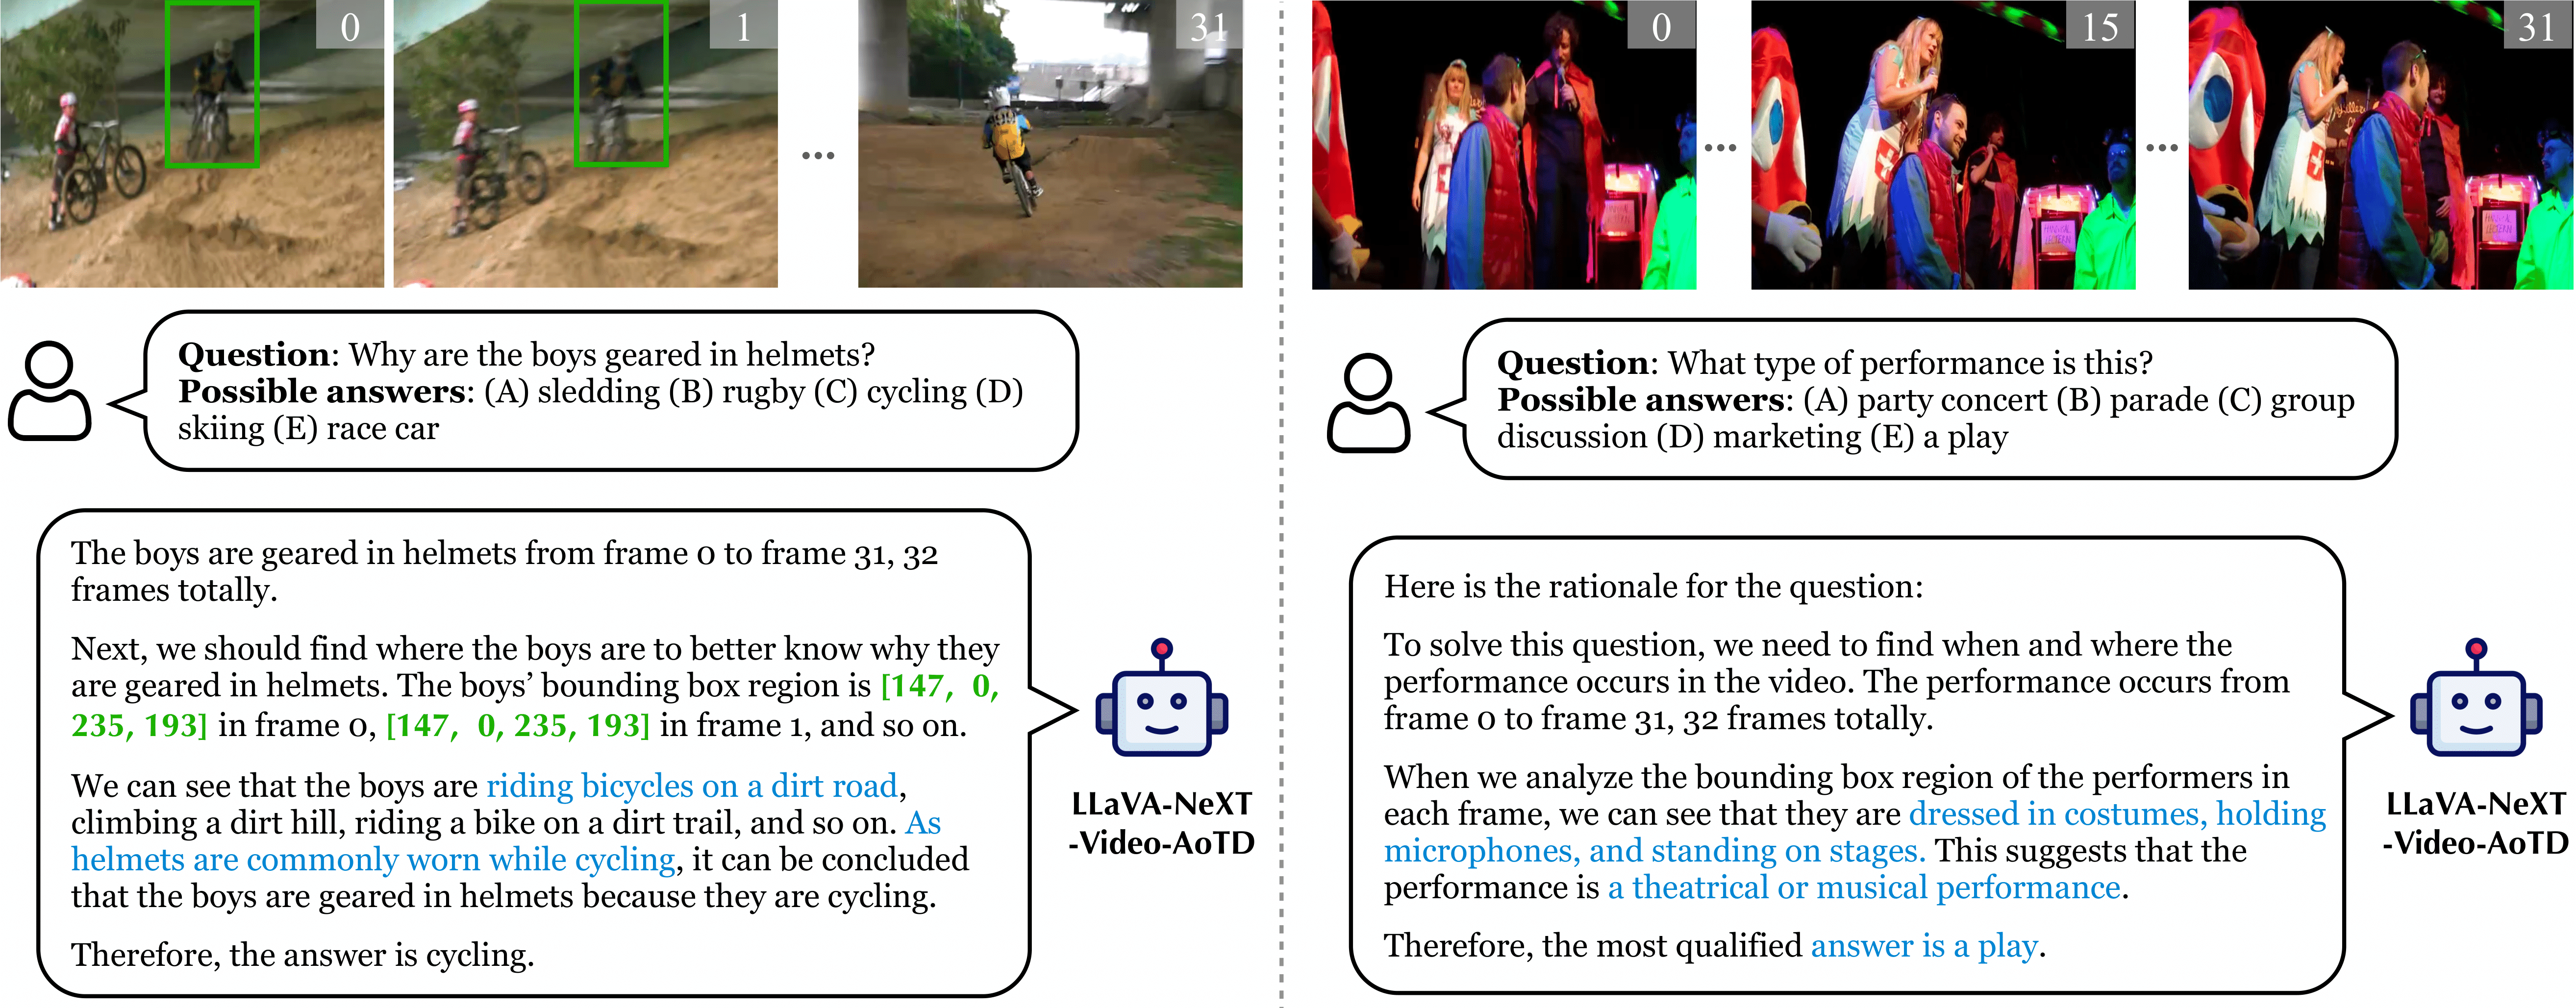 0
1
31
Question: Why are the boys geared in helmets?
Possible answers: (A) sledding (B) rugby (C) cycling (D)
skiing (E) race car
The boys are geared in helmets from frame 0 to frame 31, 32
frames totally.
Next, we should find where the boys are to better know why they
are geared in helmets. The boys’ bounding box region is [147, 0,
235, 193] in frame 0, [147, 0, 235, 193] in frame 1, and so on.
We can see that the boys are riding bicycles on a dirt road,
climbing a dirt hill, riding a bike on a dirt trail, and so on. As
helmets are commonly worn while cycling, it can be concluded
that the boys are geared in helmets because they are cycling.
Therefore, the answer is cycling.
LLaVA-NeXT
-Video-AoTD
0
15
31
Question: What type of performance is this?
Possible answers: (A) party concert (B) parade (C) group
discussion (D) marketing (E) a play
Here is the rationale for the question:
To solve this question, we need to find when and where the
performance occurs in the video. The performance occurs from
frame 0 to frame 31, 32 frames totally.
When we analyze the bounding box region of the performers in
each frame, we can see that they are dressed in costumes, holding
microphones, and standing on stages. This suggests that the
performance is a theatrical or musical performance.
Therefore, the most qualified answer is a play.
LLaVA-NeXT
-Video-AoTD